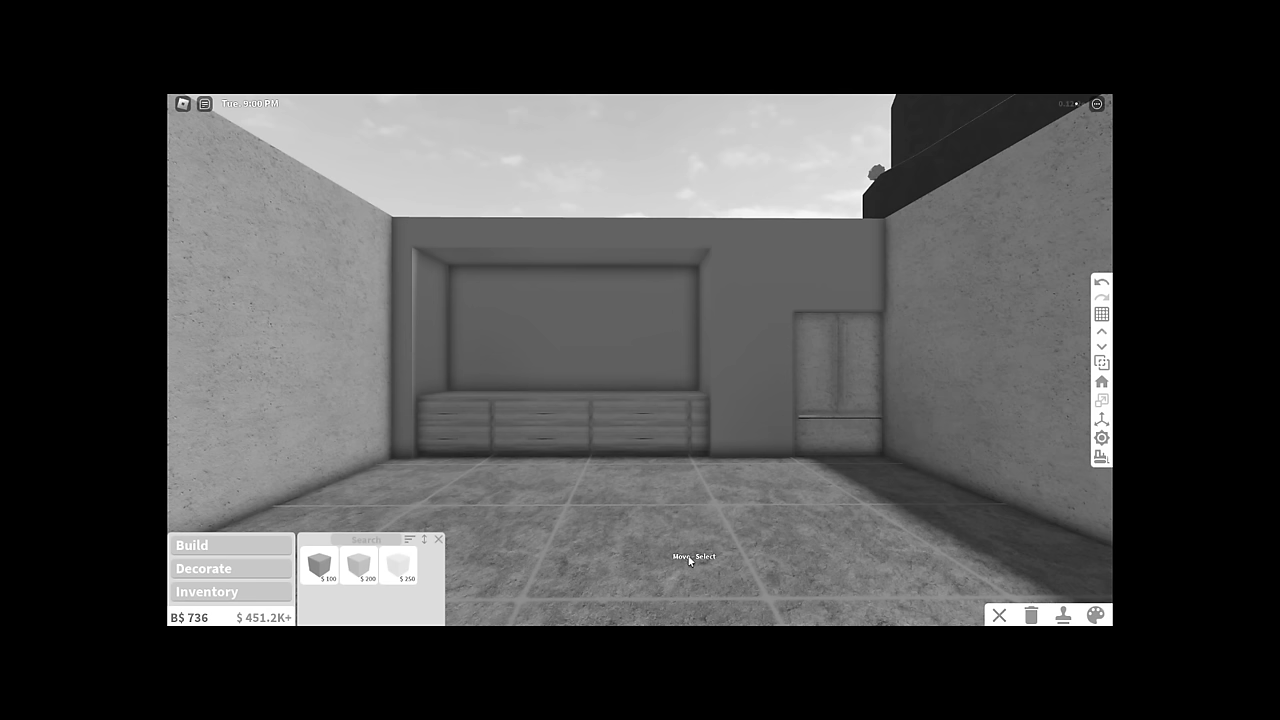 Tue. 9:00 PM
Move - Select
Build
Search
Decorate
$ 100
$ 200
$ 250
Inventory
B$ 736
$ 451.2K+